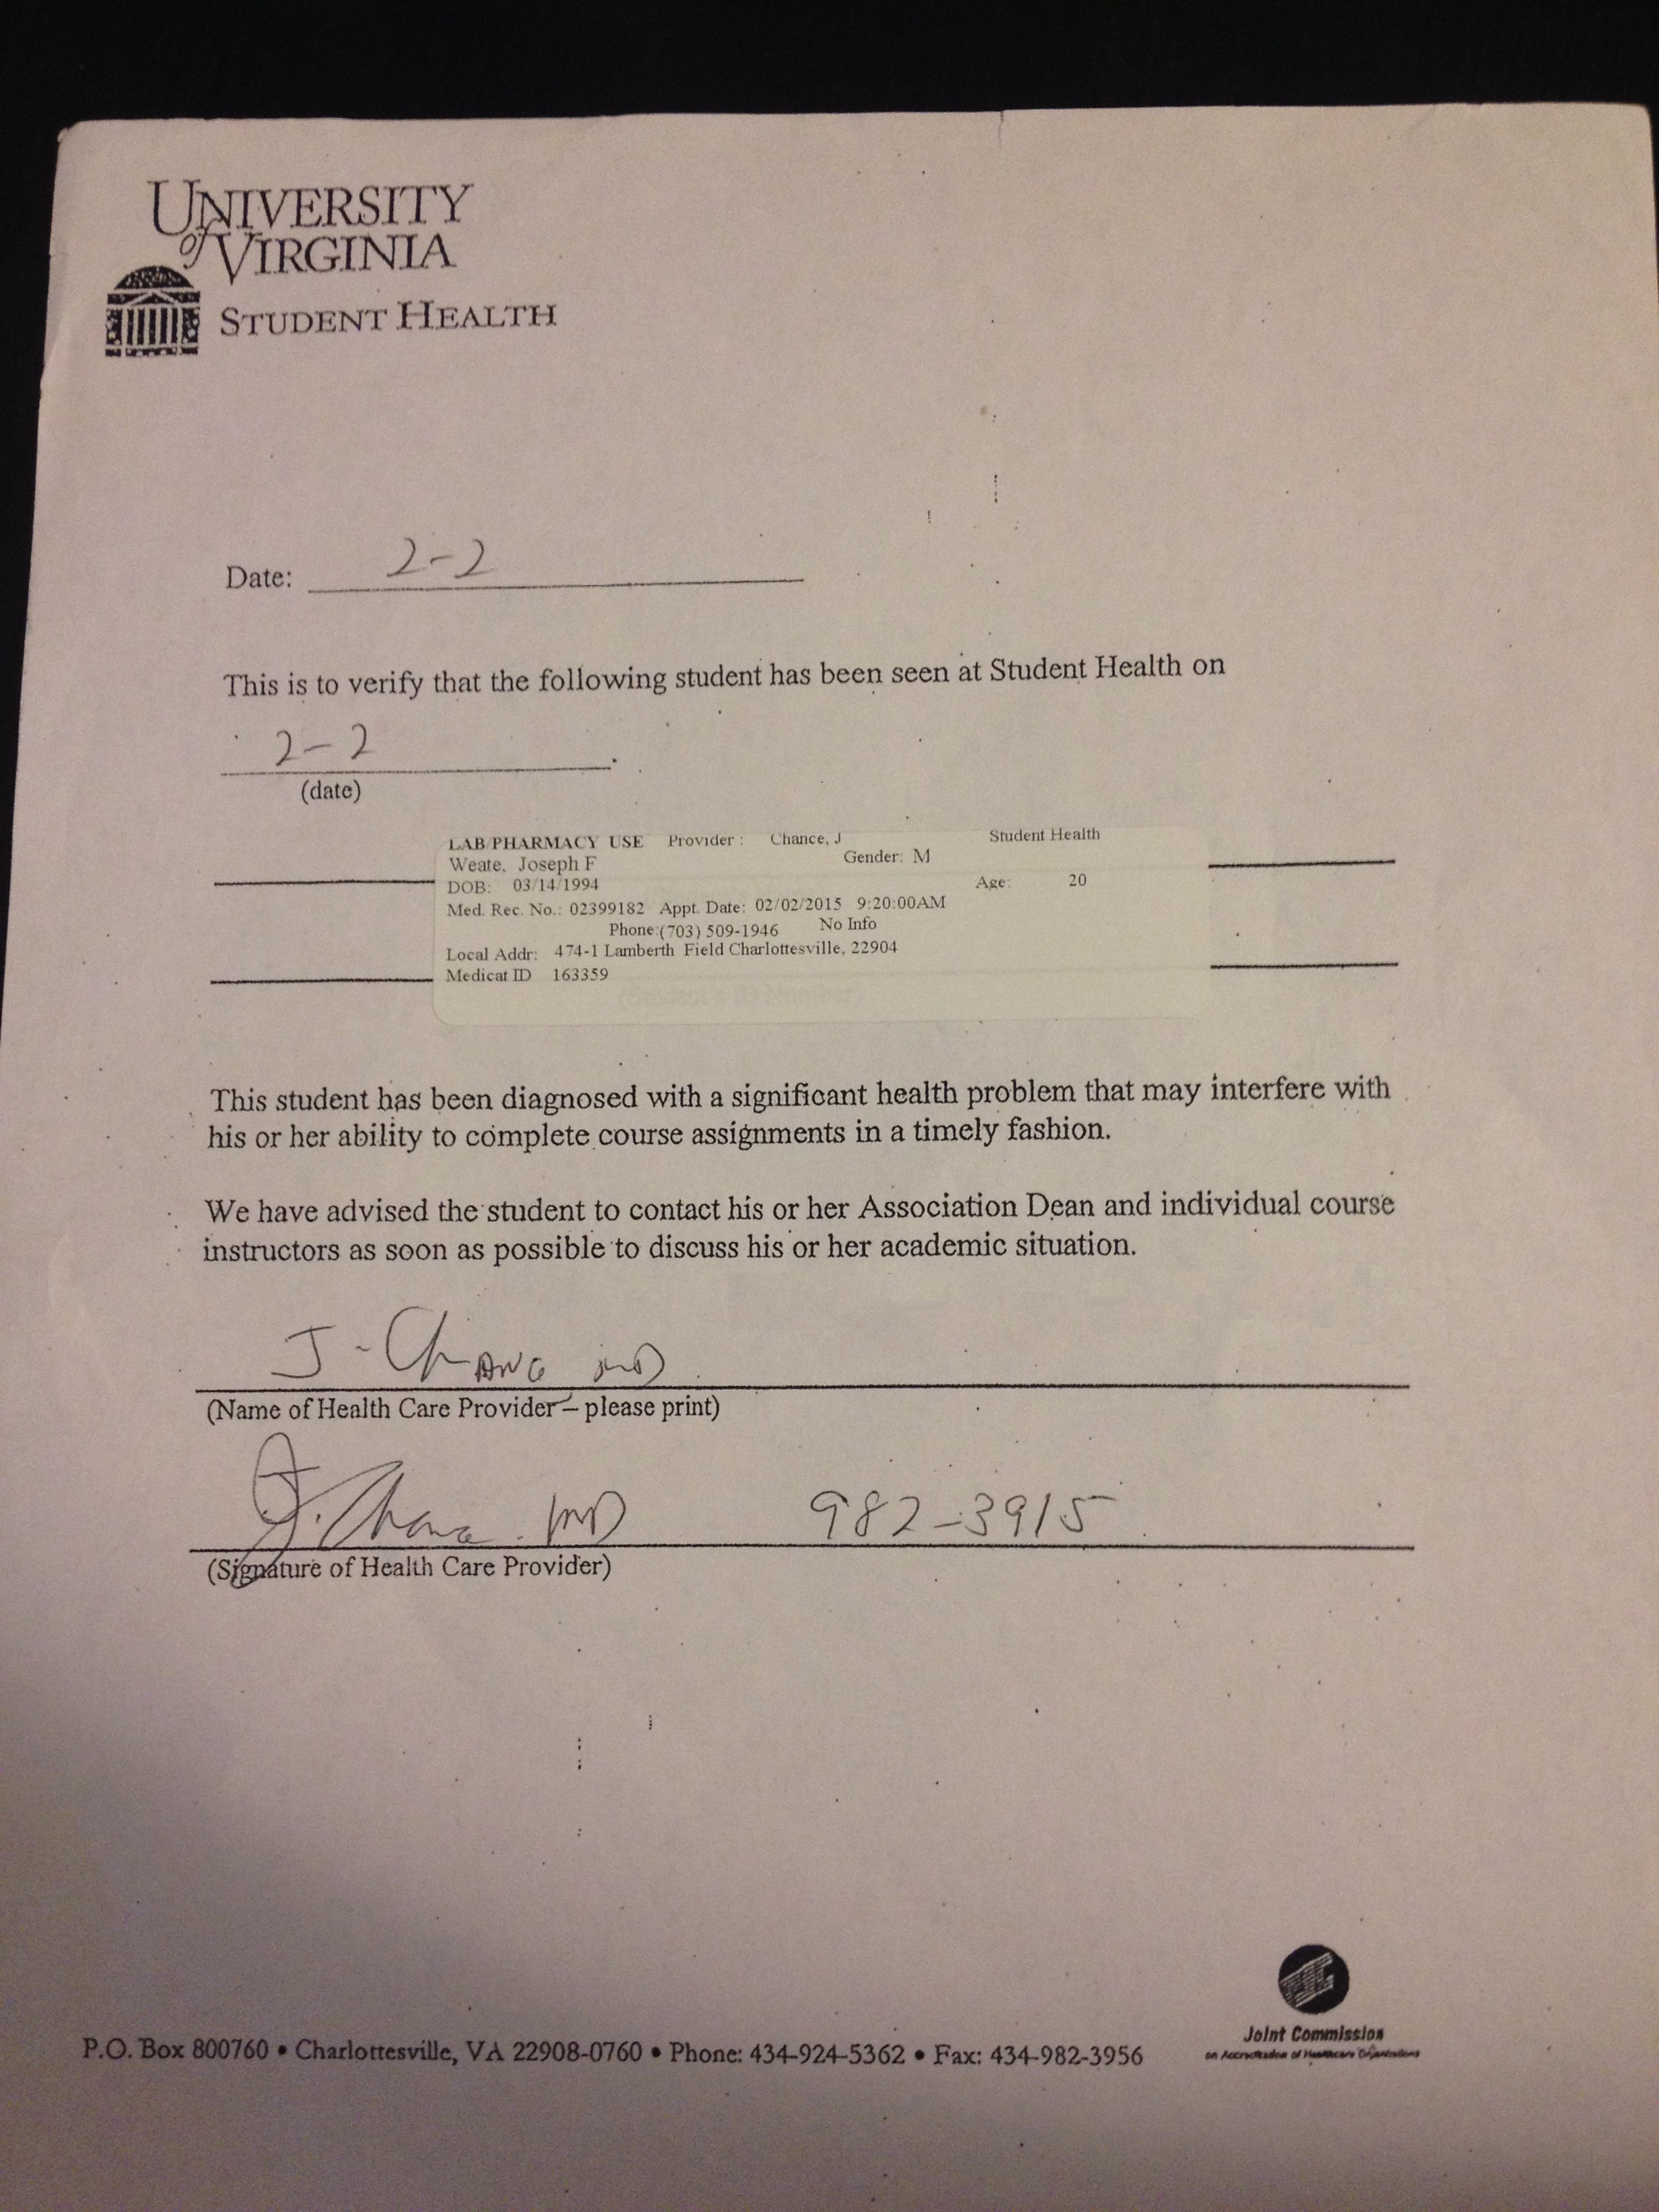 UNIVERSITY
of VIRGINIA
STUDENT HEALTH
Date: 2-2
This is to verify that the following student has been seen at Student Health on
2-2.
(date)
LAB/PHARMACY USE Provider: Chance, J Student Health
Weate, Joseph F Gender: M
DOB: 03/14/1994 Age: 20
Med. Rec. No.: 02399182 Appt. Date: 02/02/2015 9:20:00AM
Phone:(703) 509-1946 No Info
Local Addr: 474-1 Lamberth Field Charlottesville, 22904
Medicat ID 163359
(Student's ID Number)
This student has been diagnosed with a significant health problem that may interfere with
his or her ability to complete course assignments in a timely fashion.
We have advised the student to contact his or her Association Dean and individual course
instructors as soon as possible to discuss his or her academic situation.
J-CHANG MD
(Name of Health Care Provider – please print)
J. Chang. MD 982-3915
(Signature of Health Care Provider)
Joint Commission
on Accreditation of Healthcare Organizations
P.O. Box 800760 • Charlottesville, VA 22908-0760 • Phone: 434-924-5362 • Fax: 434-982-3956